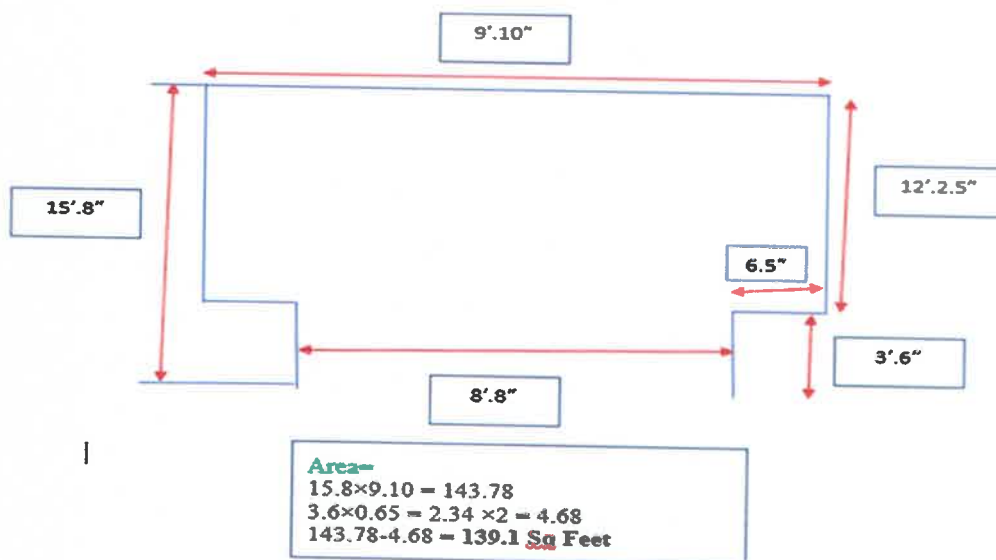 9'.10"
15'.8"
12'.2.5"
6.5"
3'.6"
8'.8"
Area=
15.8×9.10 = 143.78
3.6×0.65 = 2.34 ×2 = 4.68
143.78-4.68 = 139.1 Sq Feet